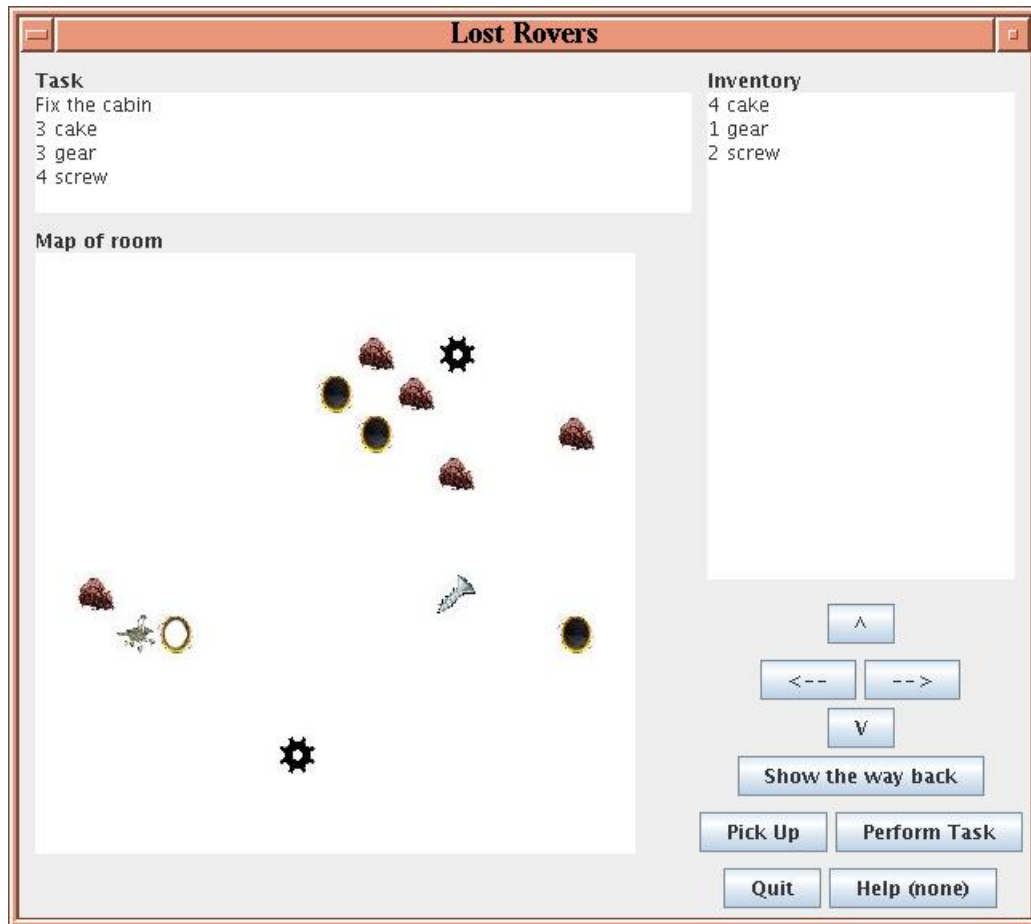 Lost Rovers
Task
Fix the cabin
3 cake
3 gear
4 screw
Inventory
4 cake
1 gear
2 screw
Map of room
^
<--
-->
V
Show the way back
Pick Up
Perform Task
Quit
Help (none)